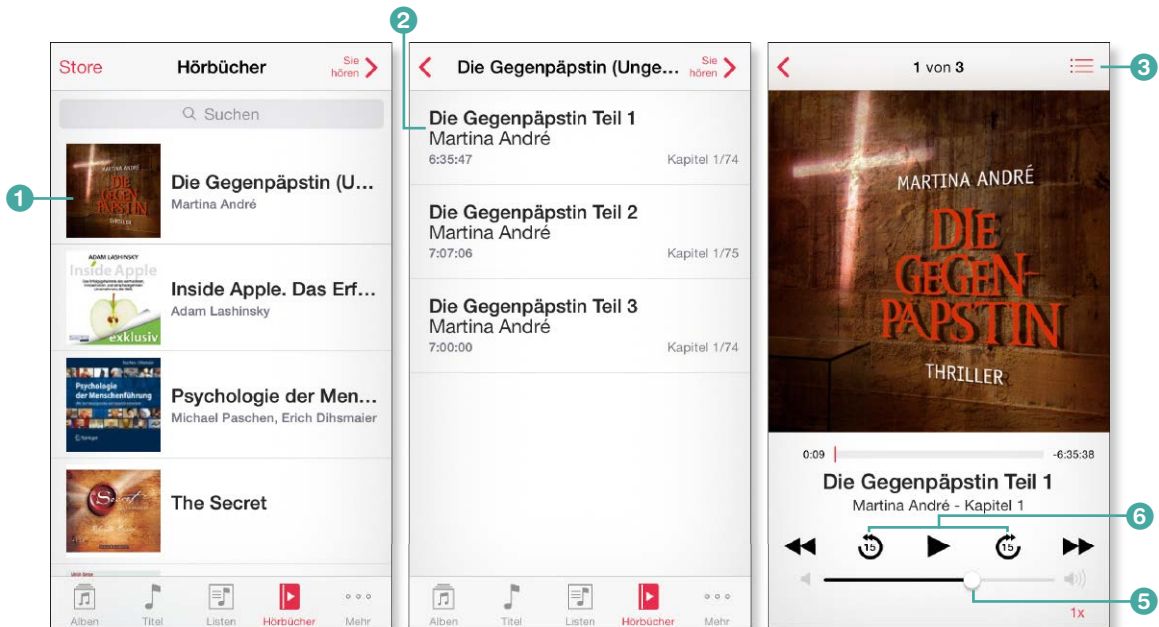 2
Store
Hörbücher
Sie
hören
Suchen
1
MARTINA ANDRÉ
DIE
GEGEN-
PÄPSTIN
THRILLER
Die Gegenpäpstin (U...
Martina André
ADAM LASHINSKY
Inside Apple
exklusiv
Inside Apple. Das Erf...
Adam Lashinsky
Psychologie
der Menschenführung
Springer
Psychologie der Men...
Michael Paschen, Erich Dihsmaier
Secret
The Secret
Alben
Titel
Listen
Hörbücher
Mehr
Die Gegenpäpstin (Unge...
Sie
hören
Die Gegenpäpstin Teil 1
Martina André
6:35:47
Kapitel 1/74
Die Gegenpäpstin Teil 2
Martina André
7:07:06
Kapitel 1/75
Die Gegenpäpstin Teil 3
Martina André
7:00:00
Kapitel 1/74
Alben
Titel
Listen
Hörbücher
Mehr
1 von 3
3
MARTINA ANDRÉ
DIE
GEGEN-
PÄPSTIN
THRILLER
0:09
-6:35:38
Die Gegenpäpstin Teil 1
Martina André - Kapitel 1
6
15
15
5
1x